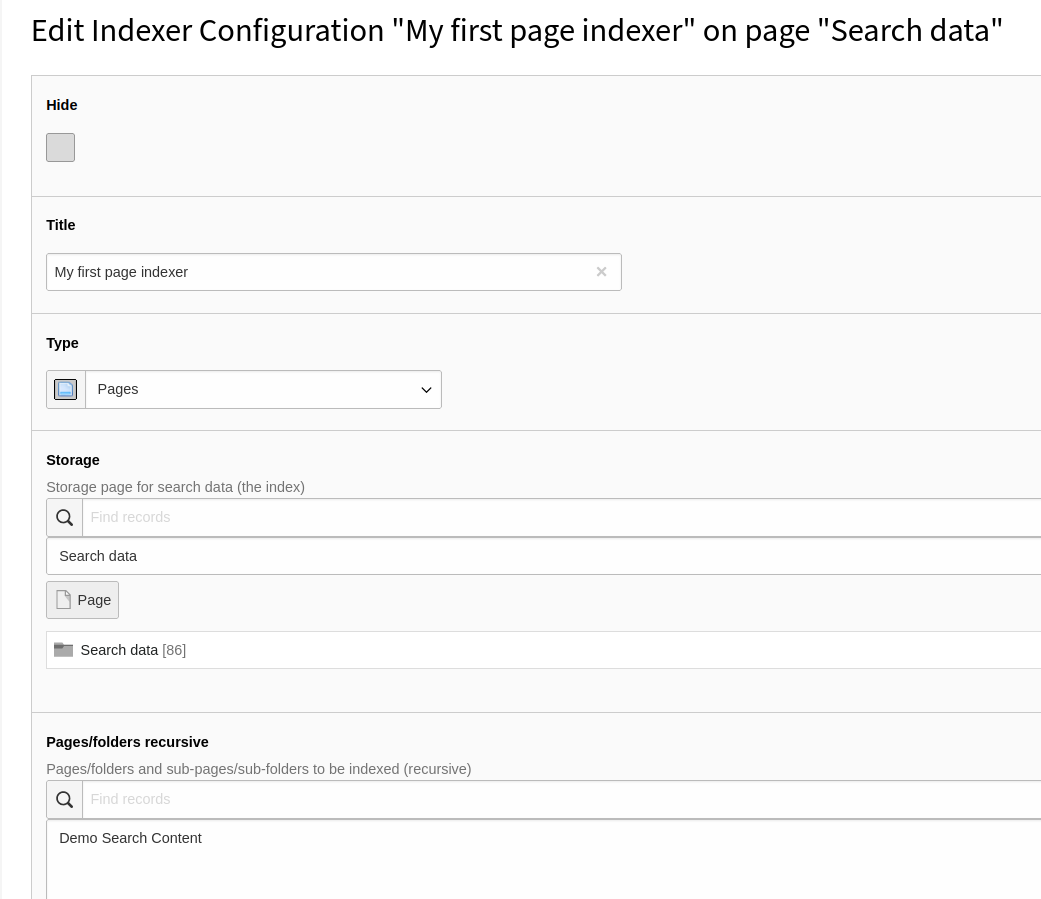 Edit Indexer Configuration "My first page indexer" on page "Search data"
Hide
Title
My first page indexer
Type
Pages
Storage
Storage page for search data (the index)
Find records
Search data
Page
Search data [86]
Pages/folders recursive
Pages/folders and sub-pages/sub-folders to be indexed (recursive)
Find records
Demo Search Content